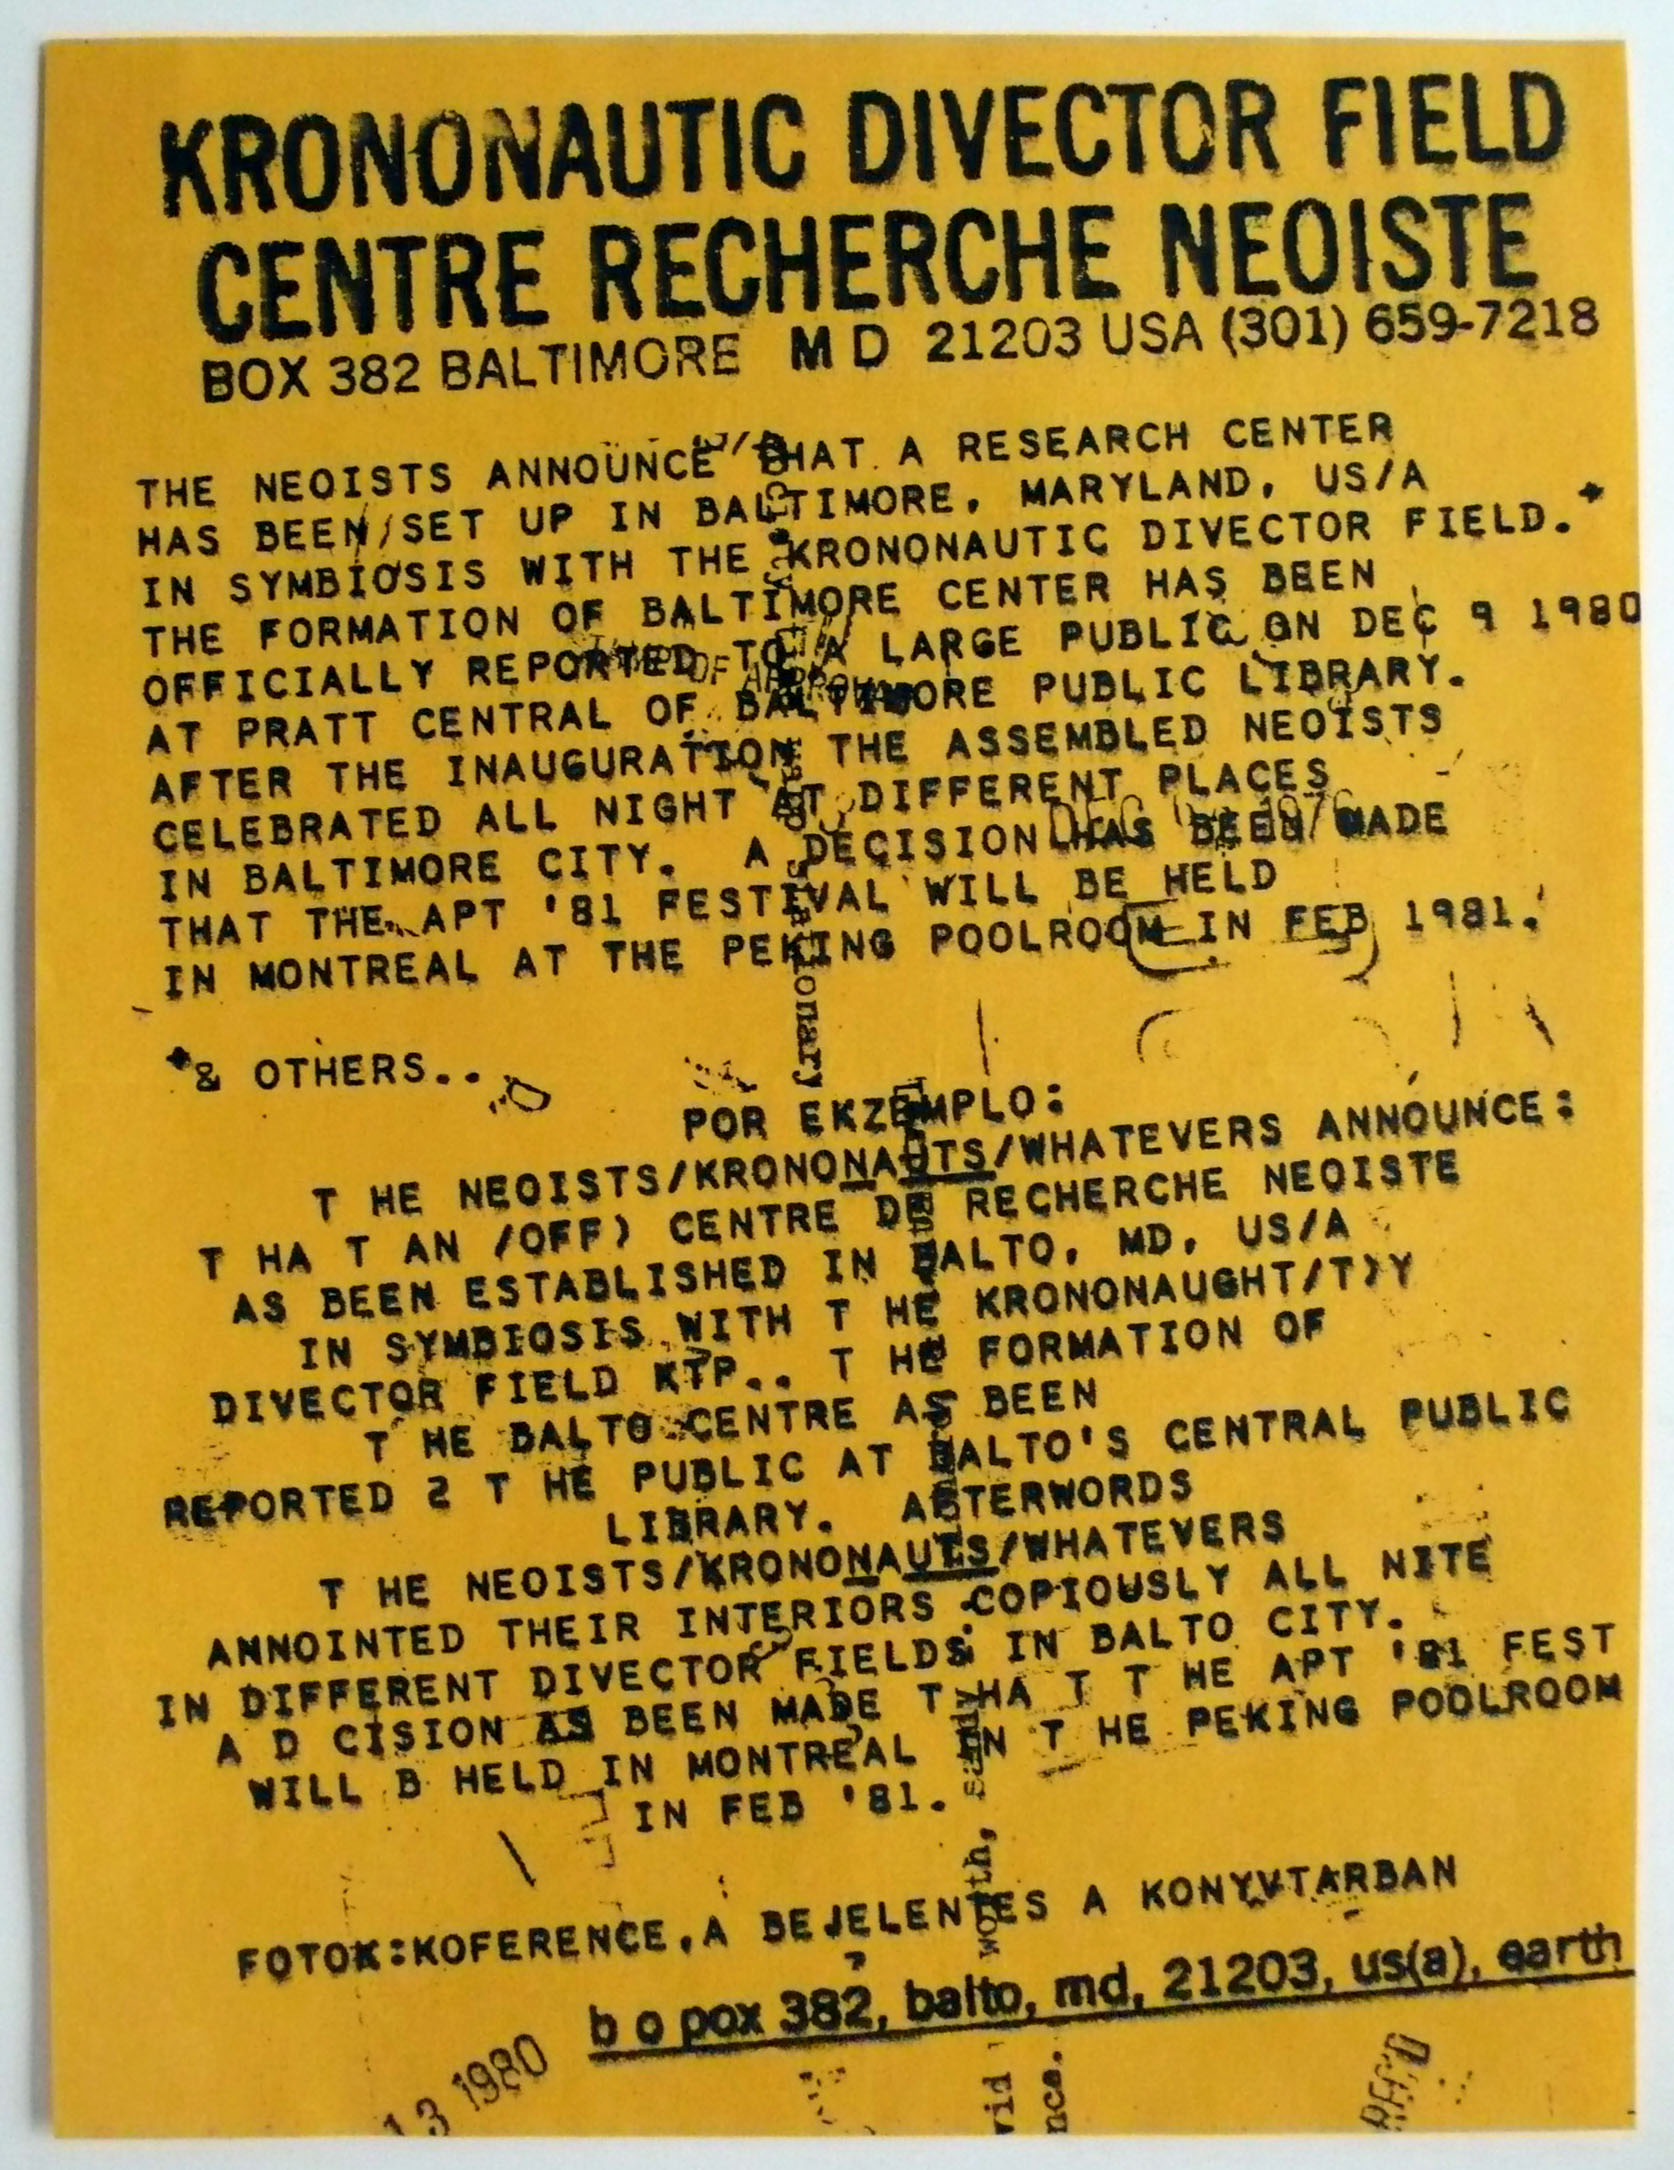 KRONONAUTIC DIVECTOR FIELD
CENTRE RECHERCHE NEOISTE
BOX 382 BALTIMORE MD 21203 USA (301) 659-7218
THE NEOISTS ANNOUNCE THAT A RESEARCH CENTER
HAS BEEN/SET UP IN BALTIMORE, MARYLAND, US/A
IN SYMBIOSIS WITH THE KRONONAUTIC DIVECTOR FIELD.*
THE FORMATION OF BALTIMORE CENTER HAS BEEN
OFFICIALLY REPORTED TO A LARGE PUBLIC ON DEC 9 1980
AT PRATT CENTRAL OF BALTIMORE PUBLIC LIBRARY.
AFTER THE INAUGURATION THE ASSEMBLED NEOISTS
CELEBRATED ALL NIGHT AT DIFFERENT PLACES
IN BALTIMORE CITY. A DECISION HAS BEEN MADE
THAT THE APT '81 FESTIVAL WILL BE HELD
IN MONTREAL AT THE PEKING POOLROOM IN FEB 1981.
*& OTHERS..
POR EKZEMPLO:
T HE NEOISTS/KRONONAUTS/WHATEVERS ANNOUNCE:
T HA T AN /OFF) CENTRE DE RECHERCHE NEOISTE
AS BEEN ESTABLISHED IN BALTO, MD, US/A
IN SYMBIOSIS WITH T HE KRONONAUGHT/T)Y
DIVECTOR FIELD KTP.. T HE FORMATION OF
T HE BALTO CENTRE AS BEEN
REPORTED 2 T HE PUBLIC AT BALTO'S CENTRAL PUBLIC
LIBRARY. AFTERWORDS
T HE NEOISTS/KRONONAUTS/WHATEVERS
ANNOINTED THEIR INTERIORS COPIOUSLY ALL NITE
IN DIFFERENT DIVECTOR FIELDS IN BALTO CITY.
A D CISION AS BEEN MADE T HA T T HE APT '81 FEST
WILL B HELD IN MONTREAL IN T HE PEKING POOLROOM
IN FEB '81.
FOTOK:KOFERENCE,A BEJELENTES A KONYVTARBAN
b o pox 382, balto, md, 21203, us(a), earth
13 1980
onary
worth,
vid
nce.